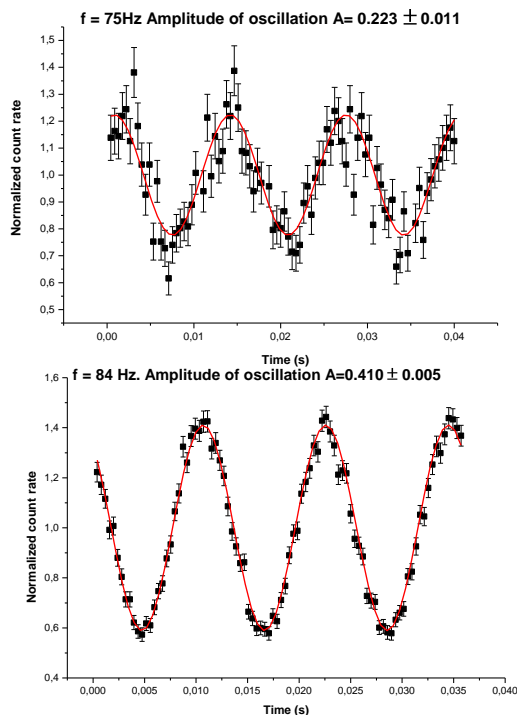 f = 75Hz Amplitude of oscillation A= 0.223 ± 0.011
1,5
1,4
1,3
1,2
1,1
1,0
0,9
0,8
0,7
0,6
0,5
Normalized count rate
0,00 0,01 0,02 0,03 0,04
Time (s)
f = 84 Hz. Amplitude of oscillation A=0.410 ± 0.005
1,6
1,4
1,2
1,0
0,8
0,6
0,4
Normalized count rate
0,000 0,005 0,010 0,015 0,020 0,025 0,030 0,035 0,040
Time (s)